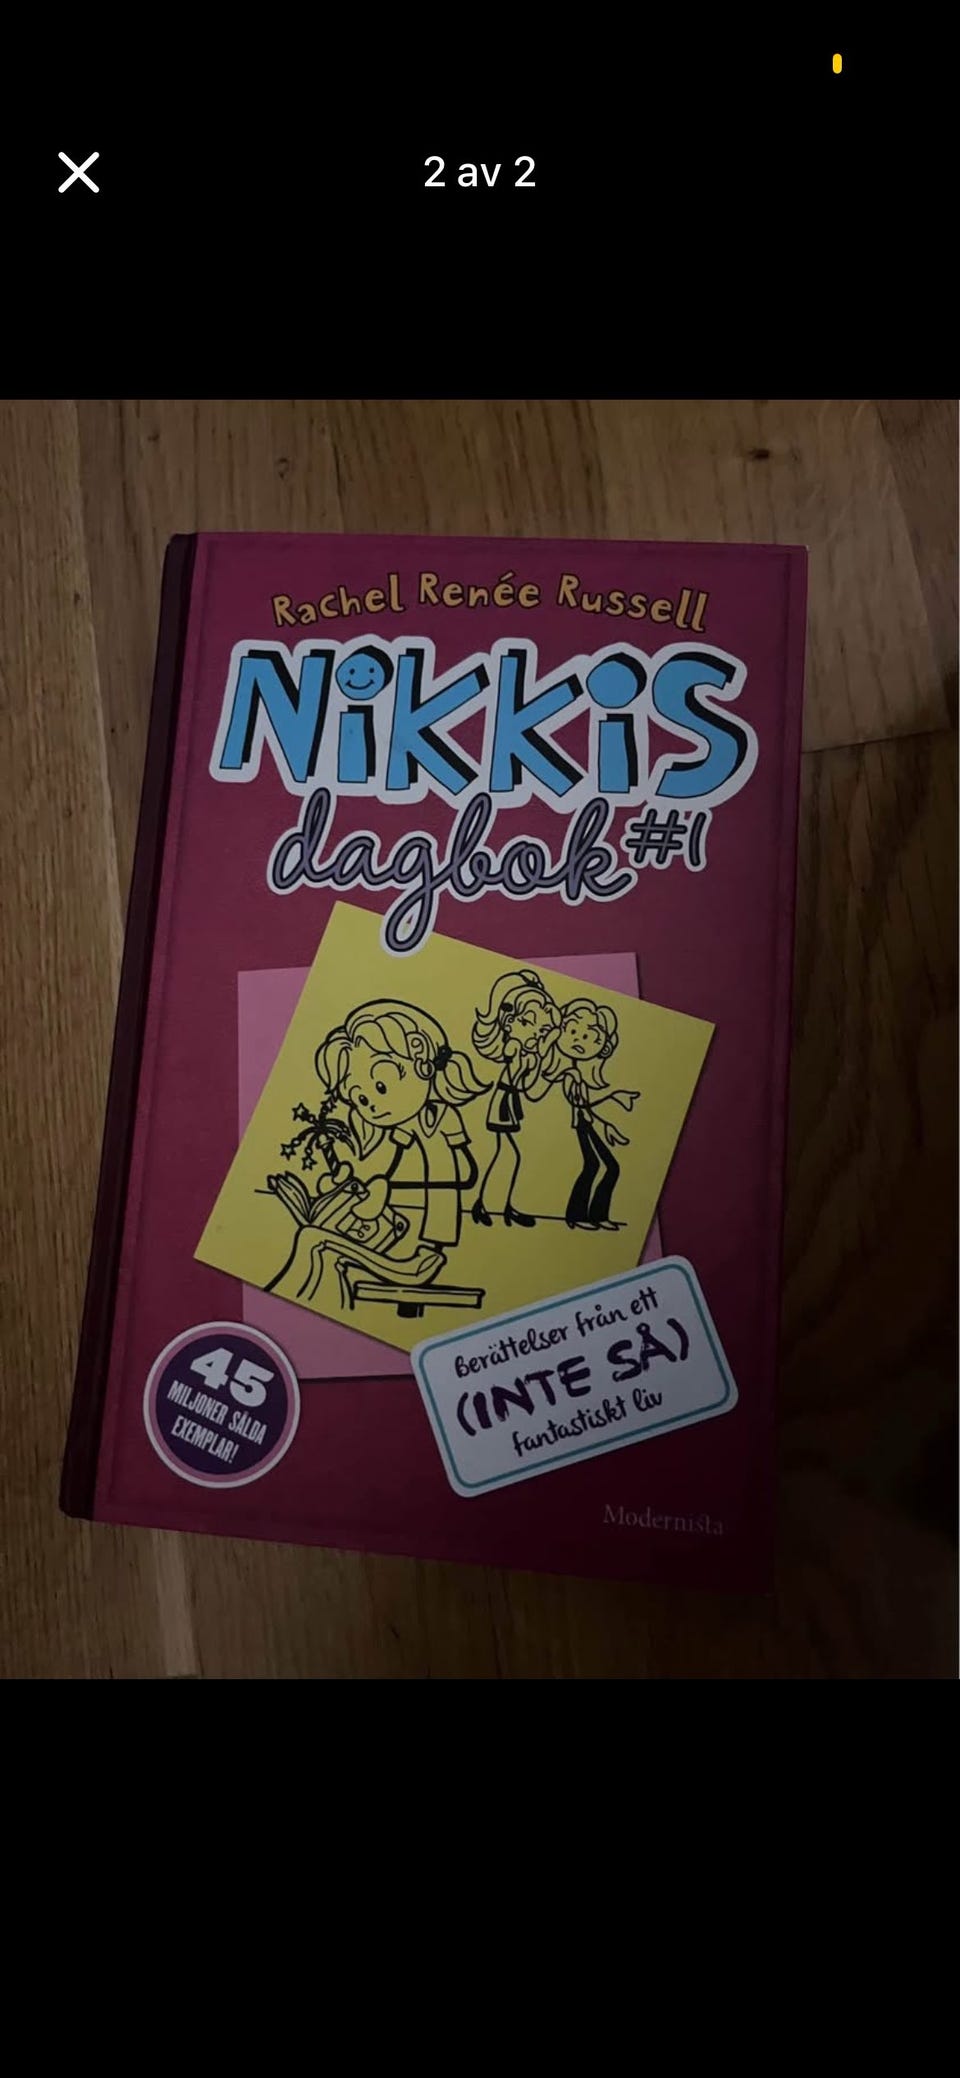 2 av 2
Rachel Renée Russell
NiKKiS
dagbok #1
Berättelser från ett
(INTE SÅ)
fantastiskt liv
45
MILJONER SÅLDA
EXEMPLAR!
Modernista